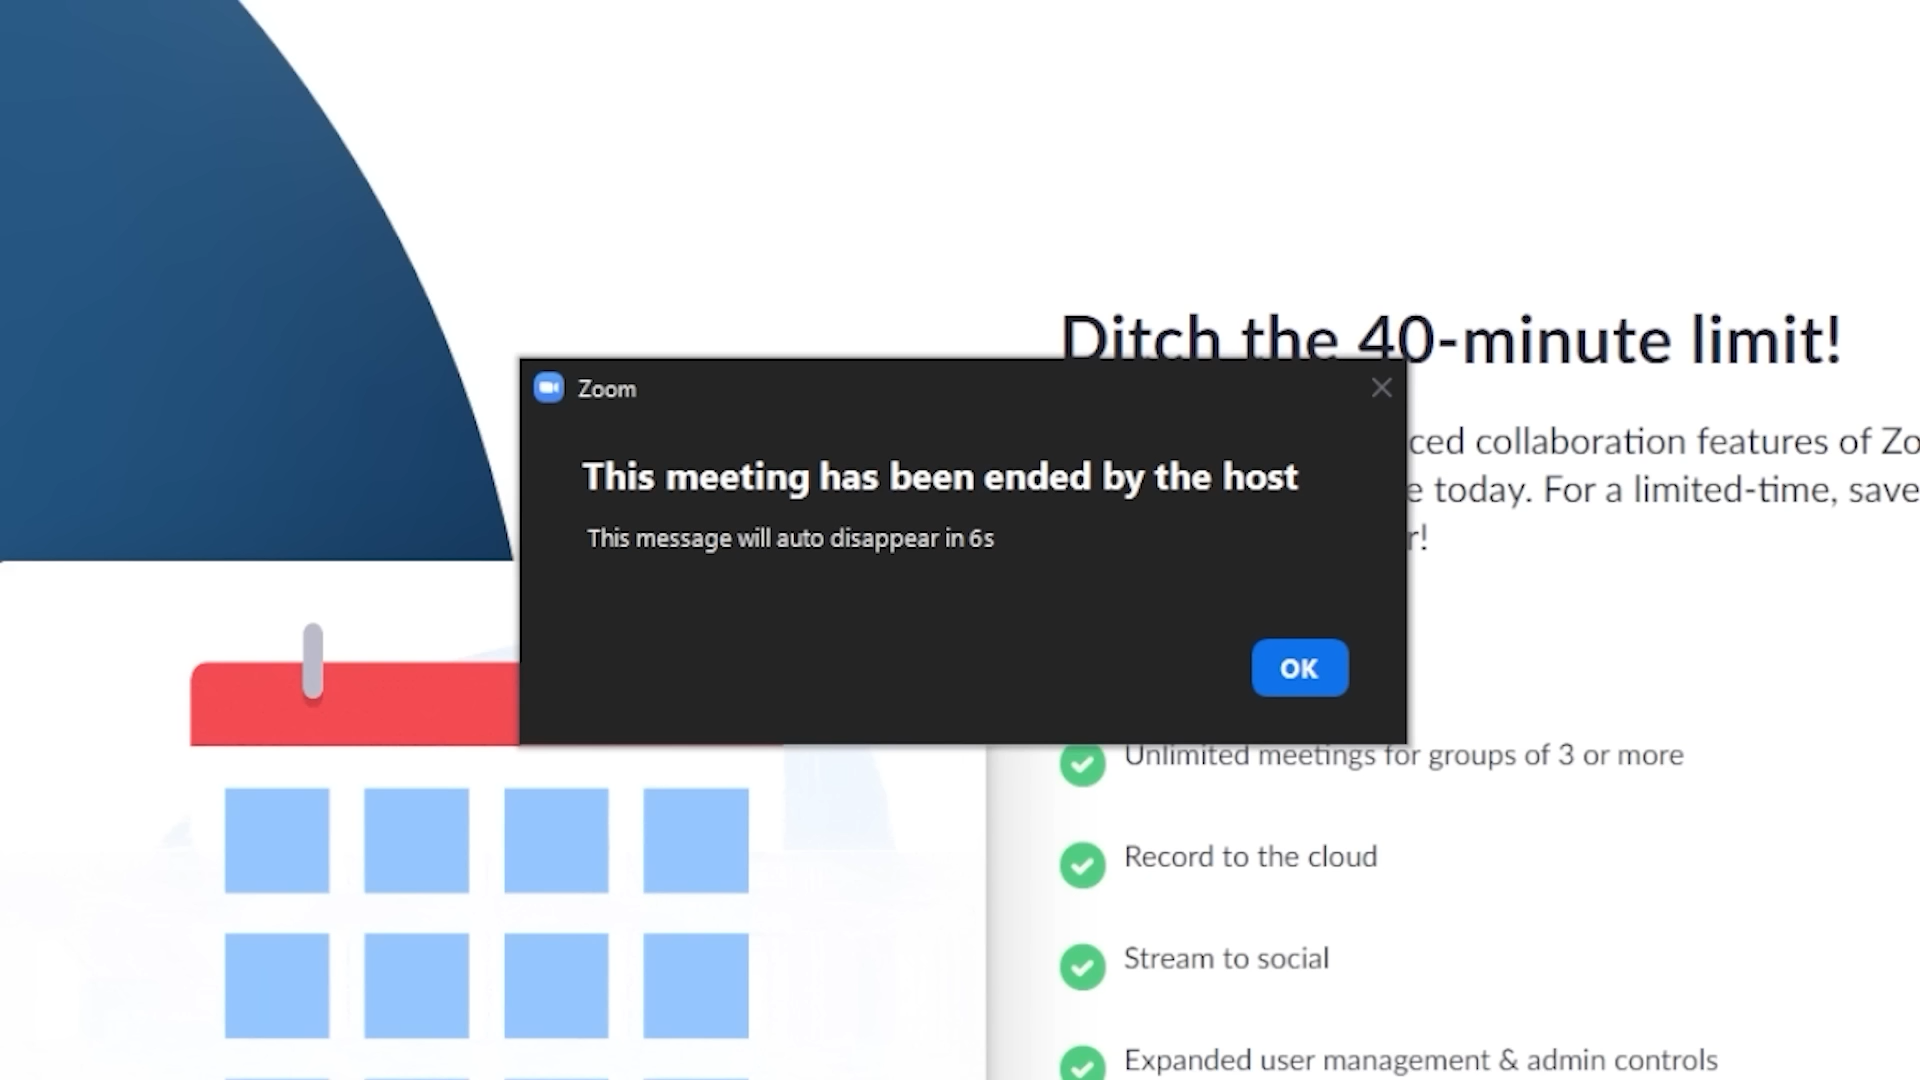 Ditch the 40-minute limit!
Zoom
This meeting has been ended by the host
This message will auto disappear in 6s
OK
collaboration features of
today. For a limited-time, save
Unlimited meetings for groups of 3 or more
Record to the cloud
Stream to social
Expanded user management & admin controls